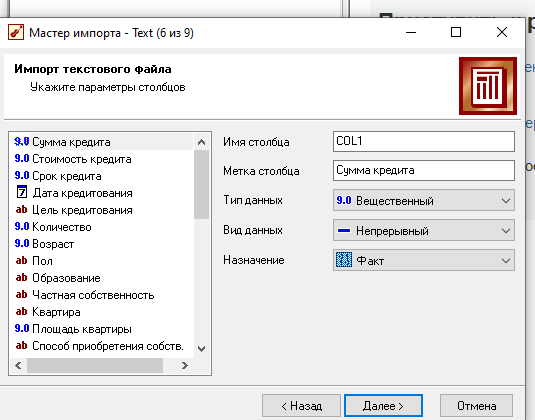 Мастер импорта - Text (6 из 9)
Импорт текстового файла
Укажите параметры столбцов
9.0 Сумма кредита
9.0 Стоимость кредита
9.0 Срок кредита
7 Дата кредитования
ab Цель кредитования
9.0 Количество
9.0 Возраст
ab Пол
ab Образование
ab Частная собственность
ab Квартира
9.0 Площадь квартиры
ab Способ приобретения собств.
Имя столбца COL1
Метка столбца Сумма кредита
Тип данных 9.0 Вещественный
Вид данных Непрерывный
Назначение Факт
< Назад Далее > Отмена